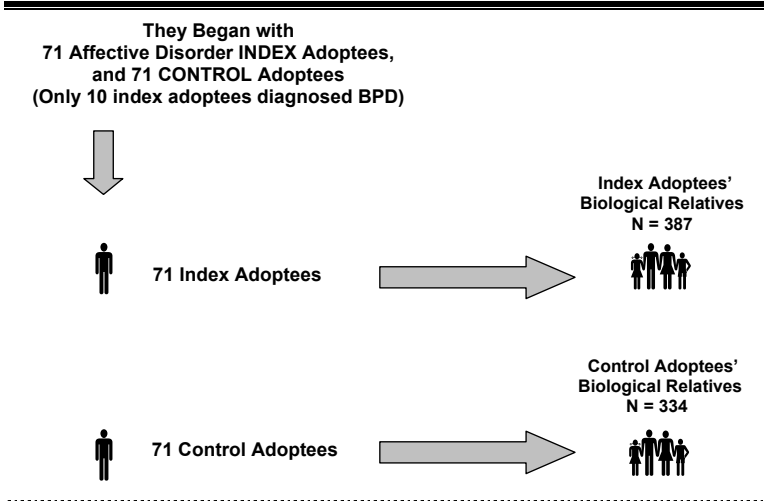 They Began with
71 Affective Disorder INDEX Adoptees,
and 71 CONTROL Adoptees
(Only 10 index adoptees diagnosed BPD)
Index Adoptees’
Biological Relatives
N = 387
71 Index Adoptees
Control Adoptees’
Biological Relatives
N = 334
71 Control Adoptees